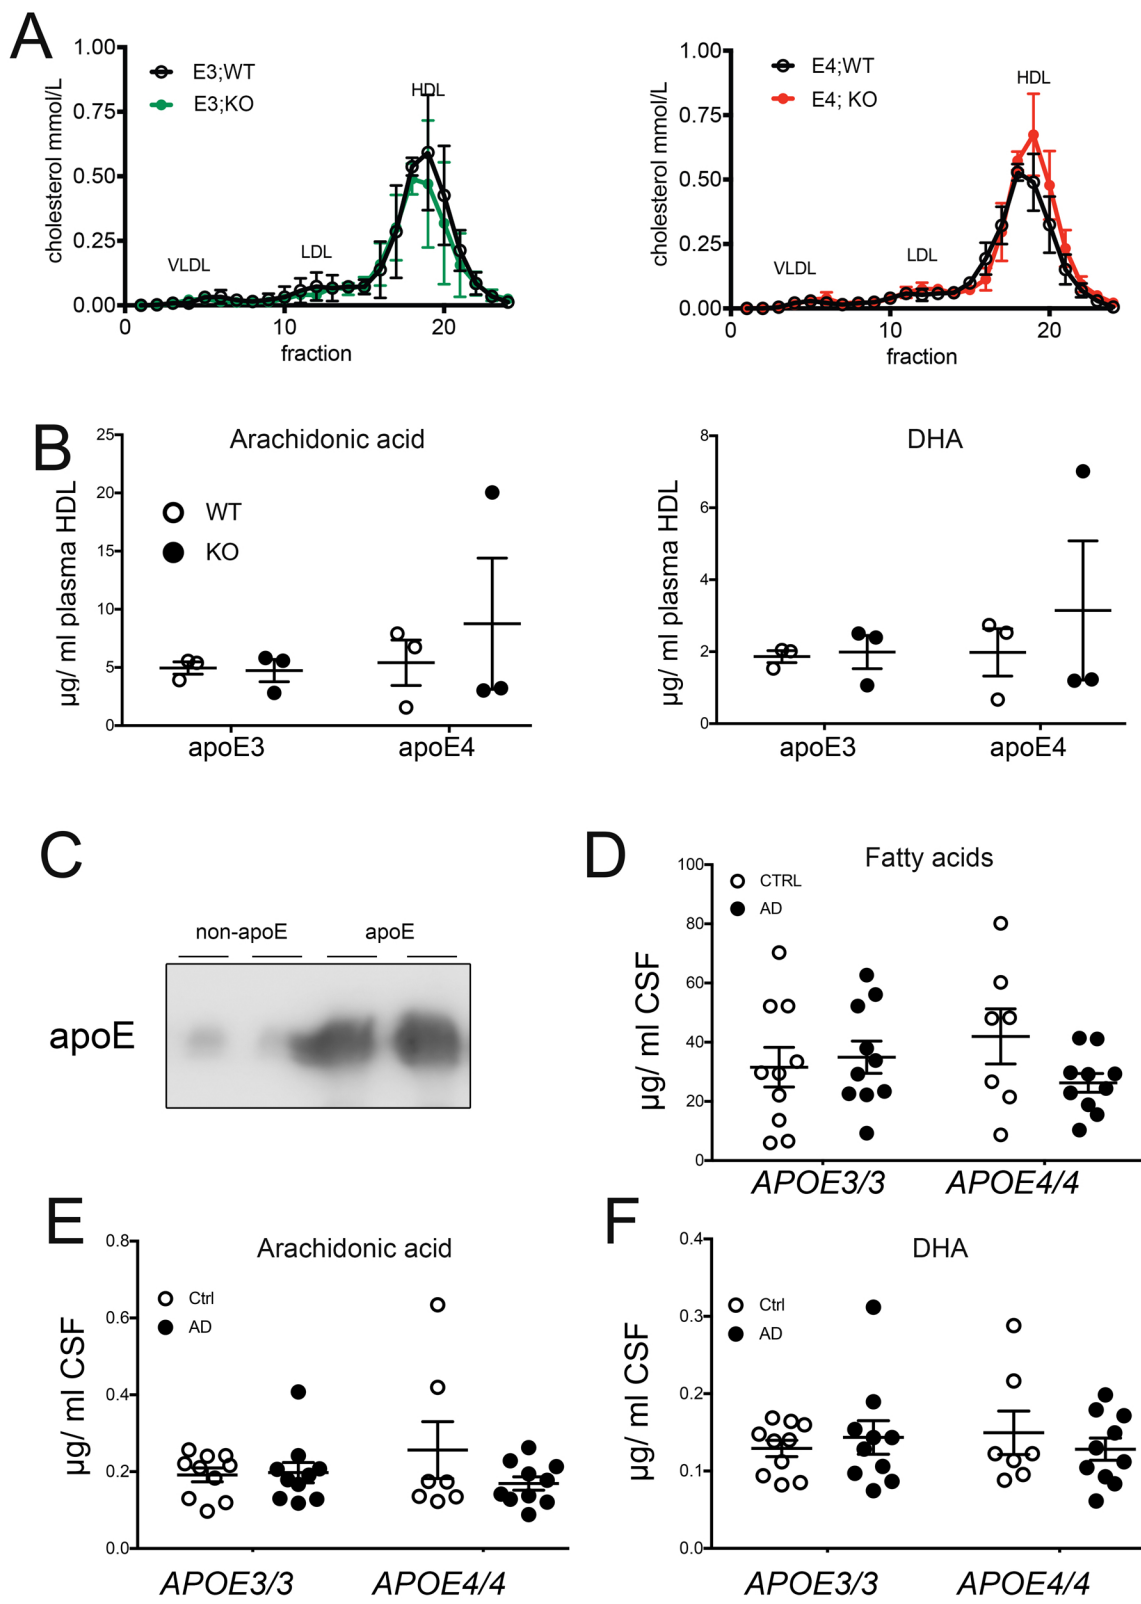 A
1.00
0.75
0.50
0.25
0.00
0
10
20
cholesterol mmol/L
fraction
E3;WT
E3;KO
VLDL
LDL
HDL
1.00
0.75
0.50
0.25
0.00
0
10
20
cholesterol mmol/L
fraction
E4;WT
E4; KO
VLDL
LDL
HDL
B
Arachidonic acid
25
20
15
10
5
0
µg/ ml plasma HDL
WT
KO
apoE3
apoE4
DHA
8
6
4
2
0
µg/ ml plasma HDL
apoE3
apoE4
C
non-apoE
apoE
apoE
D
Fatty acids
100
80
60
40
20
0
µg/ ml CSF
CTRL
AD
APOE3/3
APOE4/4
E
Arachidonic acid
0.8
0.6
0.4
0.2
0.0
µg/ ml CSF
Ctrl
AD
APOE3/3
APOE4/4
F
DHA
0.4
0.3
0.2
0.1
0.0
µg/ ml CSF
Ctrl
AD
APOE3/3
APOE4/4